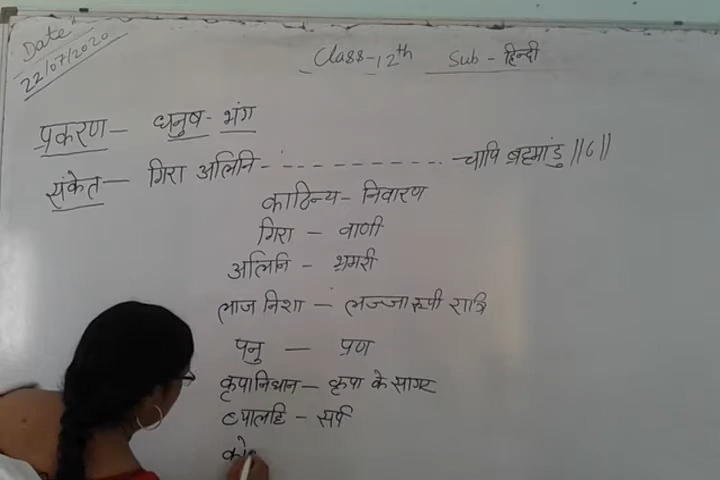 Date
22/07/2020
Class-12th Sub - हिन्दी
प्रकरण - धनुष-भंग
संकेत - गिरा अलिनि - - - - - - - - - - - - चापि ब्रह्मांडु ||८||
काठिन्य - निवारण
गिरा - वाणी
अलिनि - भ्रमरी
लाज निशा - लज्जा रूपी रात्रि
पनु - प्रण
कृपानिधान - कृपा के सागर
ब्यालहि - सर्प